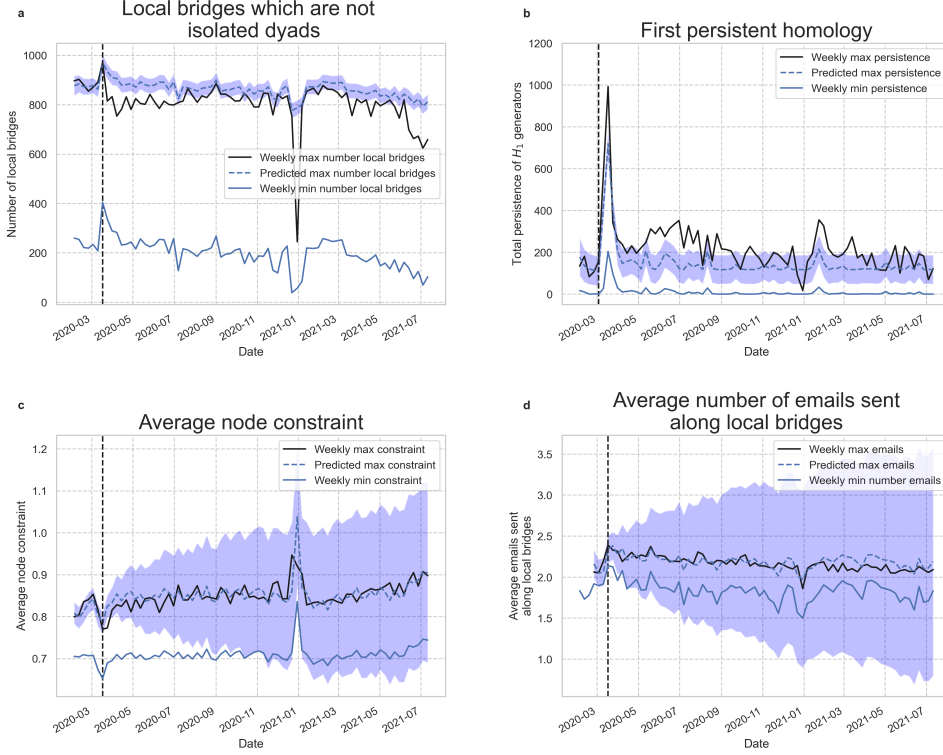 a
Local bridges which are not
isolated dyads
Number of local bridges
1000
800
600
400
200
0
Weekly max number local bridges
Predicted max number local bridges
Weekly min number local bridges
2020-03
2020-05
2020-07
2020-09
2020-11
2021-01
2021-03
2021-05
2021-07
Date
b
First persistent homology
Total persistence of H₁ generators
1200
1000
800
600
400
200
0
Weekly max persistence
Predicted max persistence
Weekly min persistence
2020-03
2020-05
2020-07
2020-09
2020-11
2021-01
2021-03
2021-05
2021-07
Date
c
Average node constraint
Average node constraint
1.2
1.1
1.0
0.9
0.8
0.7
Weekly max constraint
Predicted max constraint
Weekly min constraint
2020-03
2020-05
2020-07
2020-09
2020-11
2021-01
2021-03
2021-05
2021-07
Date
d
Average number of emails sent
along local bridges
Average emails sent
along local bridges
3.5
3.0
2.5
2.0
1.5
1.0
Weekly max emails
Predicted max emails
Weekly min number emails
2020-03
2020-05
2020-07
2020-09
2020-11
2021-01
2021-03
2021-05
2021-07
Date